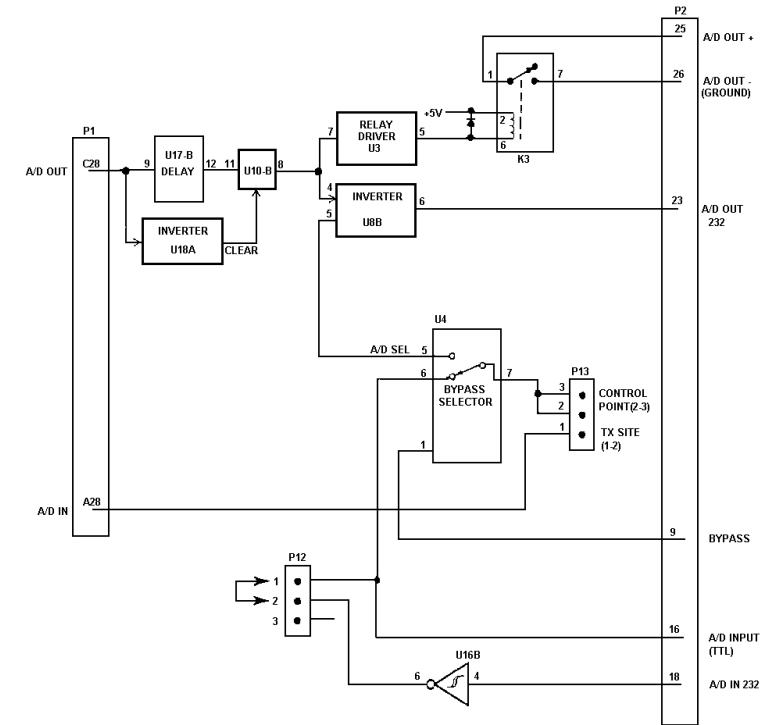 P2
25
A/D OUT +
1
7
26
A/D OUT -
(GROUND)
+5V
2
6
K3
P1
A/D OUT
C28
9
U17-B
DELAY
12
11
U10-B
8
7
RELAY
DRIVER
U3
5
INVERTER
U18A
CLEAR
4
5
INVERTER
U8B
6
23
A/D OUT
232
U4
A/D SEL
5
6
7
BYPASS
SELECTOR
1
P13
3
2
1
CONTROL
POINT(2-3)
TX SITE
(1-2)
A/D IN
A28
9
BYPASS
P12
1
2
3
16
A/D INPUT
(TTL)
U16B
6
4
18
A/D IN 232